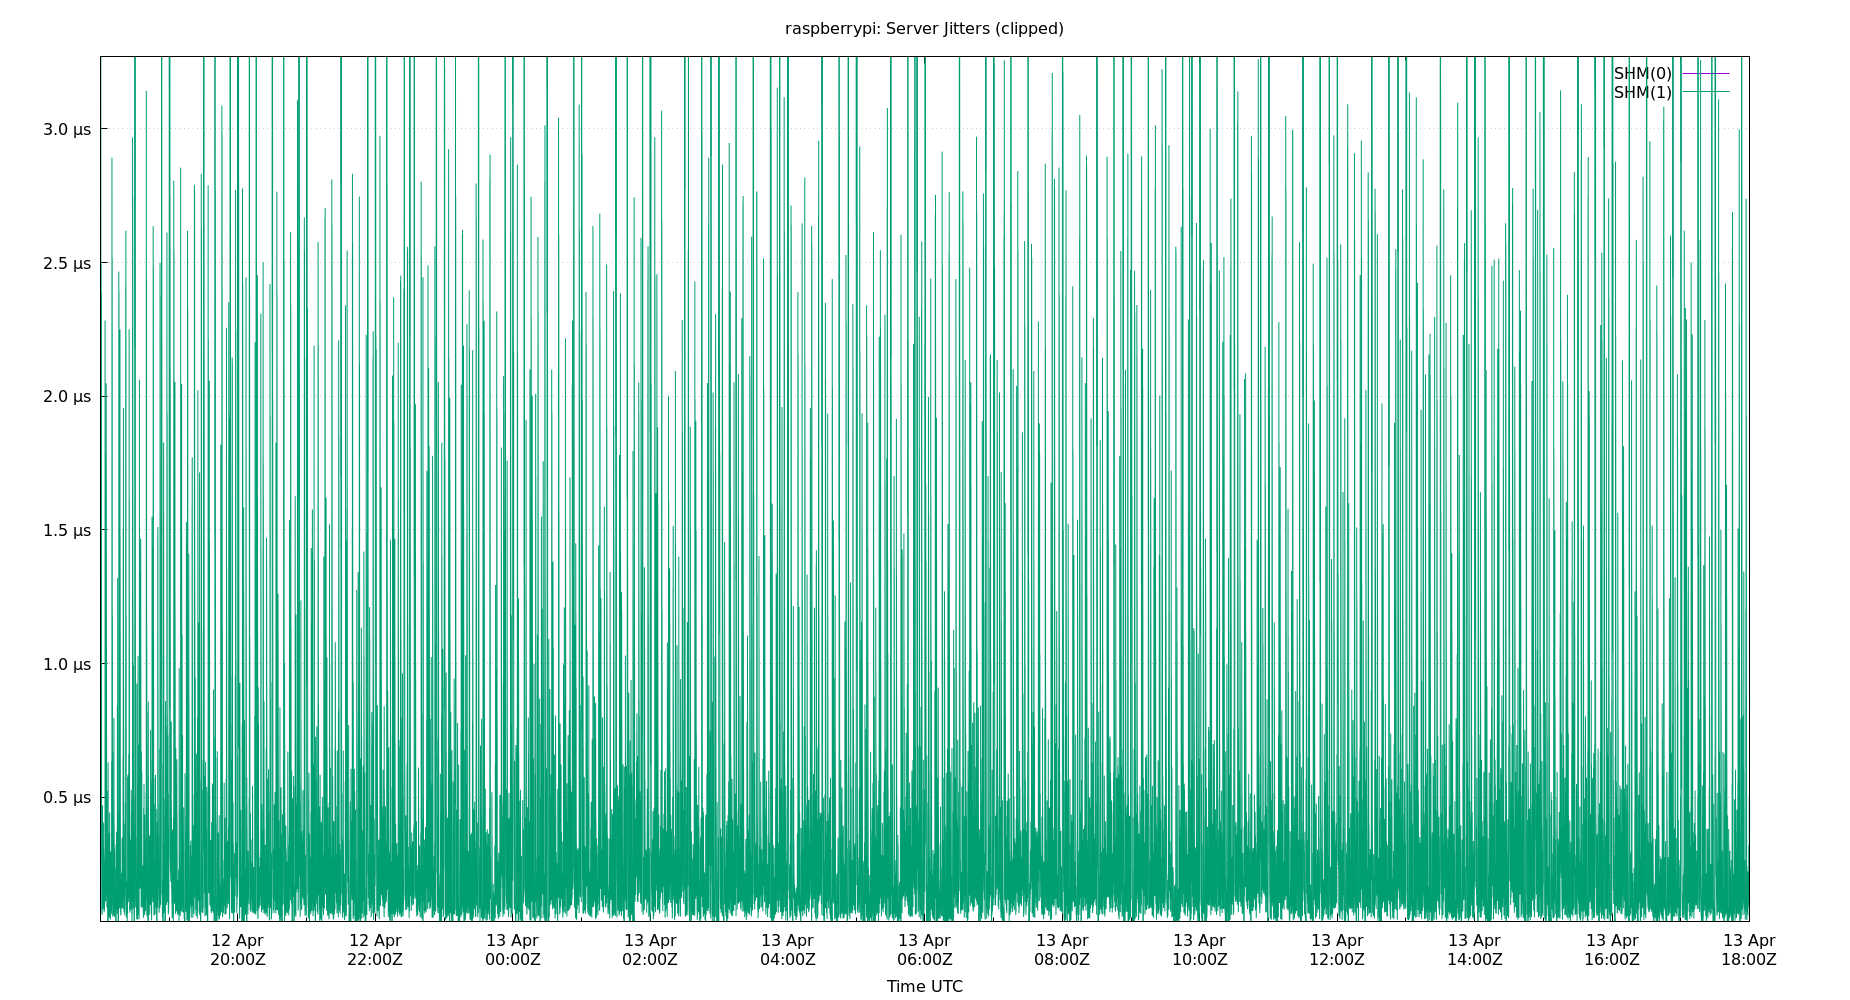 raspberrypi: Server Jitters (clipped)
SHM(0)
SHM(1)
3.0 µs
2.5 µs
2.0 µs
1.5 µs
1.0 µs
0.5 µs
12 Apr 12 Apr 13 Apr 13 Apr 13 Apr 13 Apr 13 Apr 13 Apr 13 Apr 13 Apr 13 Apr 13 Apr
20:00Z 22:00Z 00:00Z 02:00Z 04:00Z 06:00Z 08:00Z 10:00Z 12:00Z 14:00Z 16:00Z 18:00Z
Time UTC